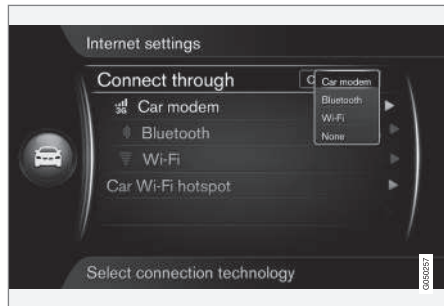 Internet settings
Connect through
Car modem
Bluetooth
Wi-Fi
None
3G Car modem
Bluetooth
Wi-Fi
Car Wi-Fi hotspot
Select connection technology
G050257